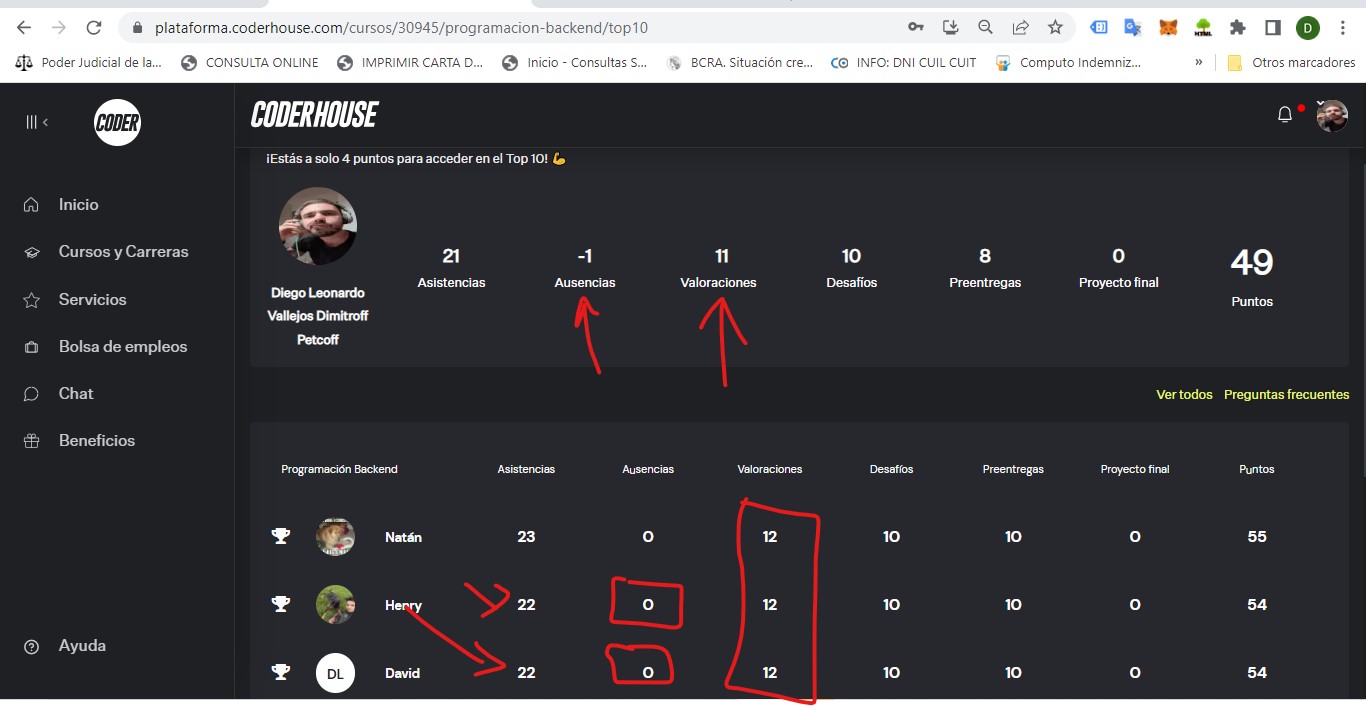 plataforma.coderhouse.com/cursos/30945/programacion-backend/top10
D
Poder Judicial de la... CONSULTA ONLINE IMPRIMIR CARTA D... Inicio - Consultas S... BCRA. Situación cre... INFO: DNI CUIL CUIT Computo Indemniz... » Otros marcadores
CODER
CODERHOUSE
Inicio
Cursos y Carreras
Servicios
Bolsa de empleos
Chat
Beneficios
Ayuda
¡Estás a solo 4 puntos para acceder en el Top 10! 💪
Diego Leonardo
Vallejos Dimitroff
Petcoff
21 -1 11 10 8 0 49
Asistencias Ausencias Valoraciones Desafíos Preentregas Proyecto final Puntos
Ver todos Preguntas frecuentes
Programación Backend Asistencias Ausencias Valoraciones Desafíos Preentregas Proyecto final Puntos
Natán 23 0 12 10 10 0 55
Henry 22 0 12 10 10 0 54
DL David 22 0 12 10 10 0 54